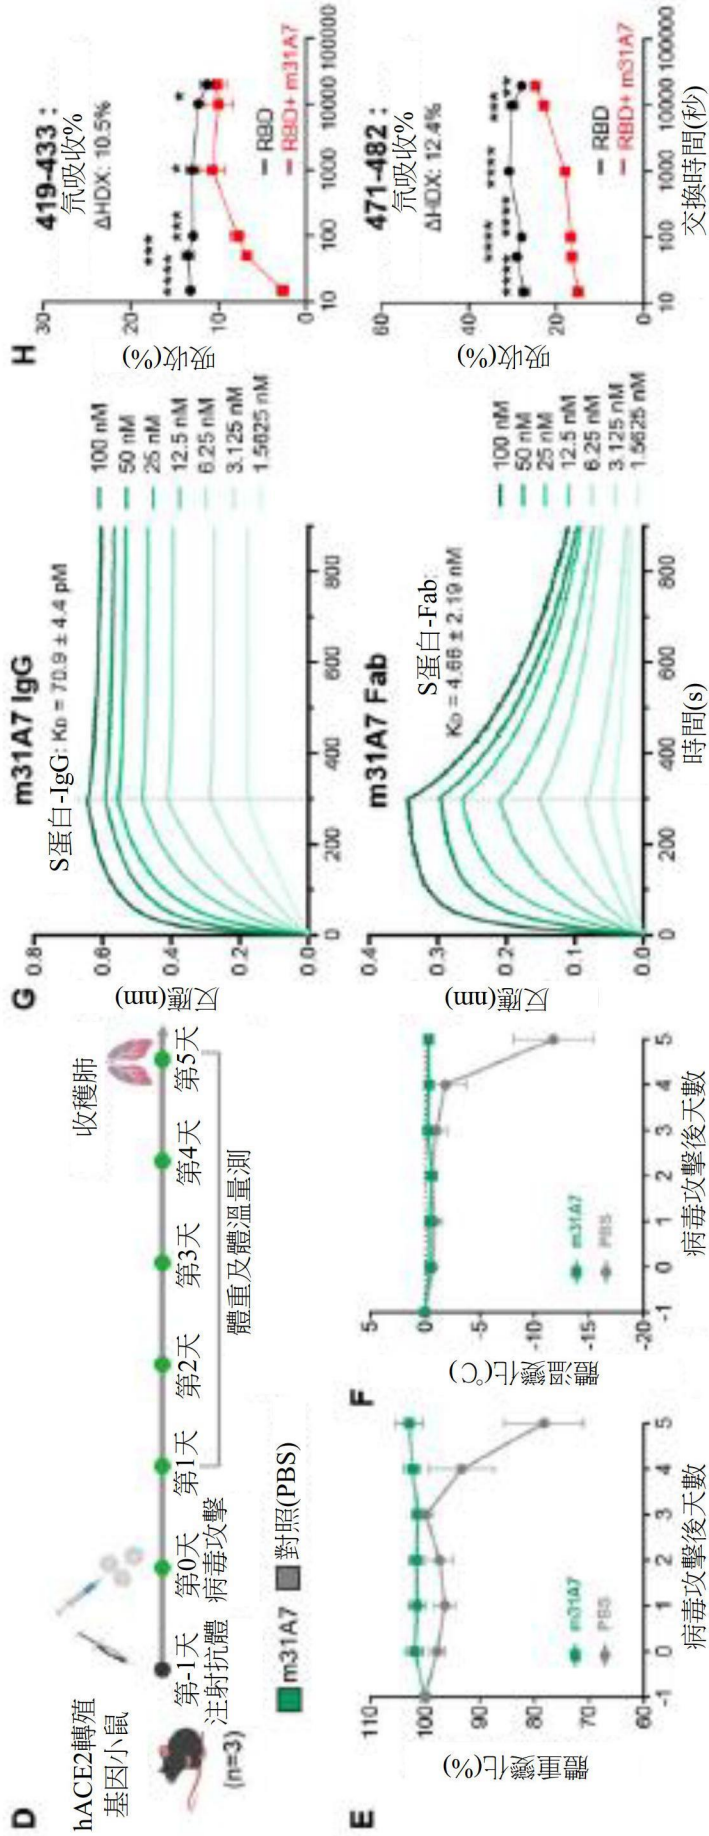 D
hACE2轉殖
基因小鼠
(n=3)
第-1天
注射抗體
第0天
病毒攻擊
第1天
第2天
第3天
第4天
第5天
收穫肺
體重及體溫量測
m31A7
對照(PBS)
E
體重變化(%)
110
100
90
80
70
60
-1
0
1
2
3
4
5
m31A7
PBS
病毒攻擊後天數
F
體溫變化(°C)
5
0
-5
-10
-15
-20
-1
0
1
2
3
4
5
m31A7
PBS
病毒攻擊後天數
G
m31A7 IgG
S蛋白-IgG: KD = 70.9 ± 4.4 pM
反應(nm)
0.8
0.6
0.4
0.2
0.0
0
200
400
600
800
100 nM
50 nM
25 nM
12.5 nM
6.25 nM
3.125 nM
1.5625 nM
m31A7 Fab
S蛋白-Fab:
KD = 4.66 ± 2.19 nM
反應(nm)
0.4
0.3
0.2
0.1
0.0
0
200
400
600
800
時間(s)
100 nM
50 nM
25 nM
12.5 nM
6.25 nM
3.125 nM
1.5625 nM
H
419-433：
氘吸收%
ΔHDX: 10.5%
吸收(%)
30
20
10
0
10
100
1000
10000
100000
**** *** *** * *
RBD
RBD+ m31A7
471-482：
氘吸收%
ΔHDX: 12.4%
吸收(%)
60
40
20
0
10
100
1000
10000
100000
**** **** **** **** *** **
RBD
RBD+ m31A7
交換時間(秒)